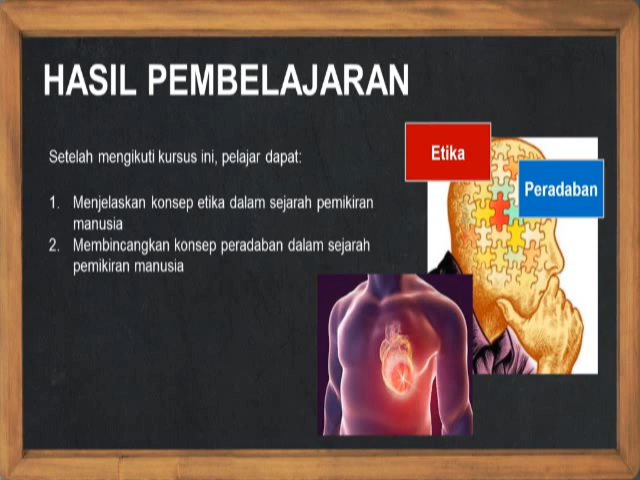 HASIL PEMBELAJARAN
Setelah mengikuti kursus ini, pelajar dapat:
1. Menjelaskan konsep etika dalam sejarah pemikiran
manusia
2. Membincangkan konsep peradaban dalam sejarah
pemikiran manusia
Etika
Peradaban